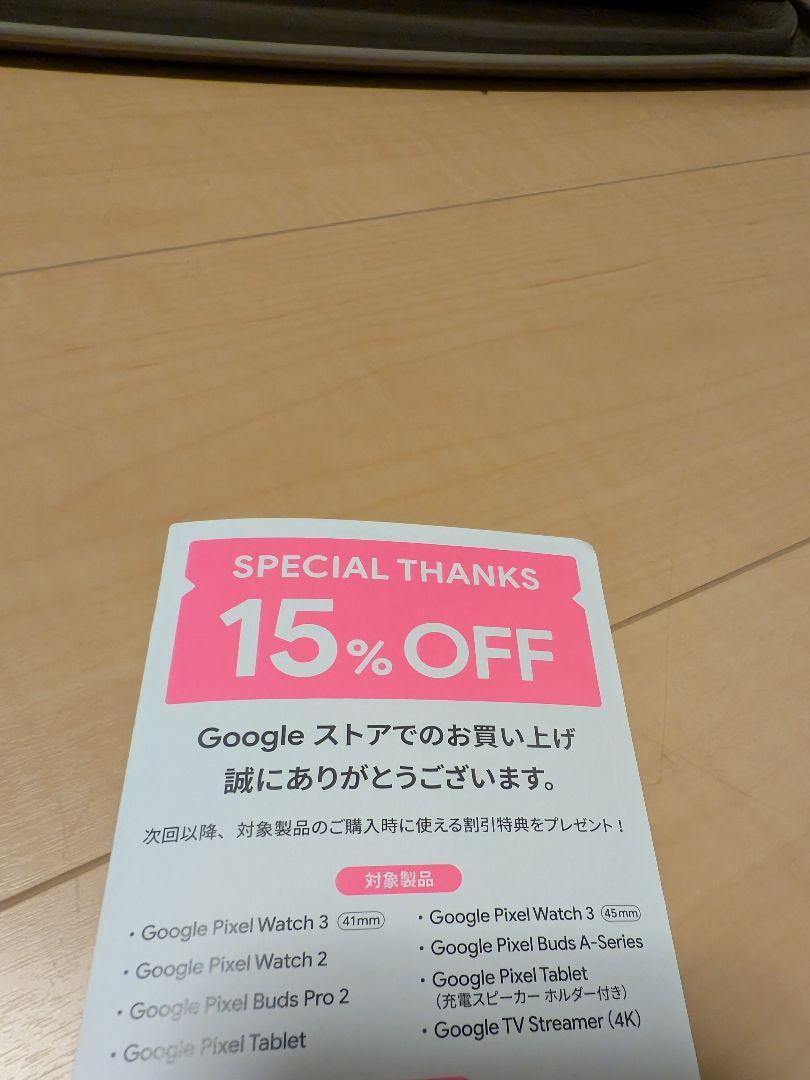 SPECIAL THANKS
15% OFF
Google ストアでのお買い上げ
誠にありがとうございます。
次回以降、対象製品のご購入時に使える割引特典をプレゼント！
対象製品
・Google Pixel Watch 3 41mm
・Google Pixel Watch 2
・Google Pixel Buds Pro 2
・Google Pixel Tablet
・Google Pixel Watch 3 45mm
・Google Pixel Buds A-Series
・Google Pixel Tablet
（充電スピーカー ホルダー付き）
・Google TV Streamer（4K）